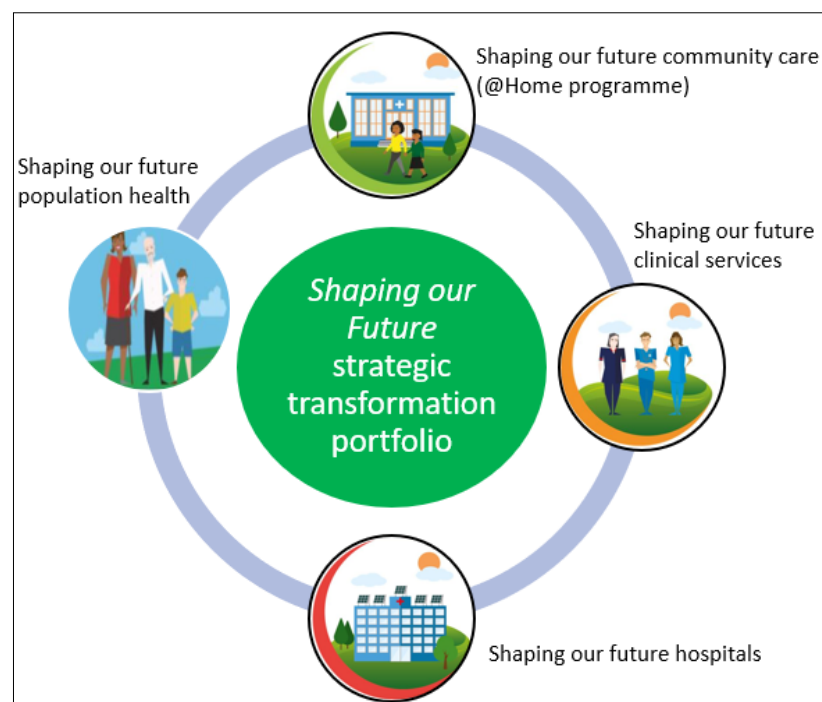 Shaping our future community care
(@Home programme)
Shaping our future
population health
Shaping our future
clinical services
Shaping our
Future
strategic
transformation
portfolio
Shaping our future hospitals